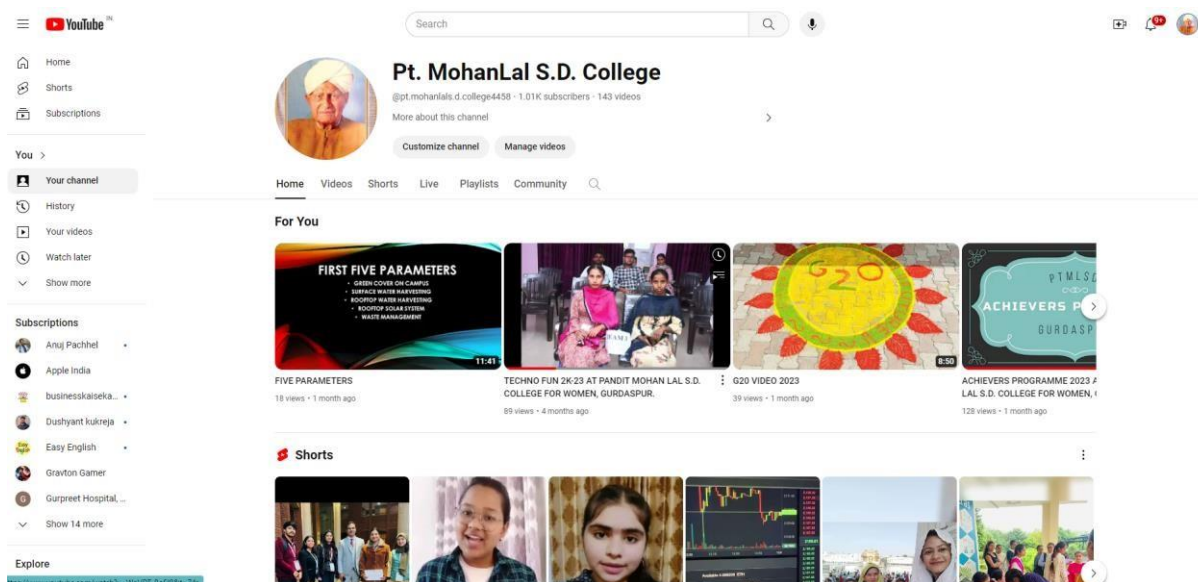 YouTube IN
Search
9+
Home
Shorts
Subscriptions
You >
Your channel
History
Your videos
Watch later
Show more
Subscriptions
Anuj Pachhel
Apple India
businesskaiseka...
Dushyant kukreja
Easy English
Gravton Gamer
G
Gurpreet Hospital, ...
Show 14 more
Explore
Pt. MohanLal S.D. College
@pt.mohanlals.d.college4458 · 1.01K subscribers · 143 videos
More about this channel
Customize channel Manage videos
Home Videos Shorts Live Playlists Community
For You
FIRST FIVE PARAMETERS
• GREEN COVER ON CAMPUS
• SURFACE WATER HARVESTING
• ROOFTOP WATER HARVESTING
• ROOFTOP SOLAR SYSTEM
• WASTE MANAGEMENT
11:41
FIVE PARAMETERS
18 views • 1 month ago
TECHNO FUN 2K-23 AT PANDIT MOHAN LAL S.D.
COLLEGE FOR WOMEN, GURDASPUR.
89 views • 4 months ago
G20
8:50
G20 VIDEO 2023
39 views • 1 month ago
PTMLSD
ACHIEVERS P
GURDASP
ACHIEVERS PROGRAMME 2023 A
LAL S.D. COLLEGE FOR WOMEN, G
128 views • 1 month ago
Shorts